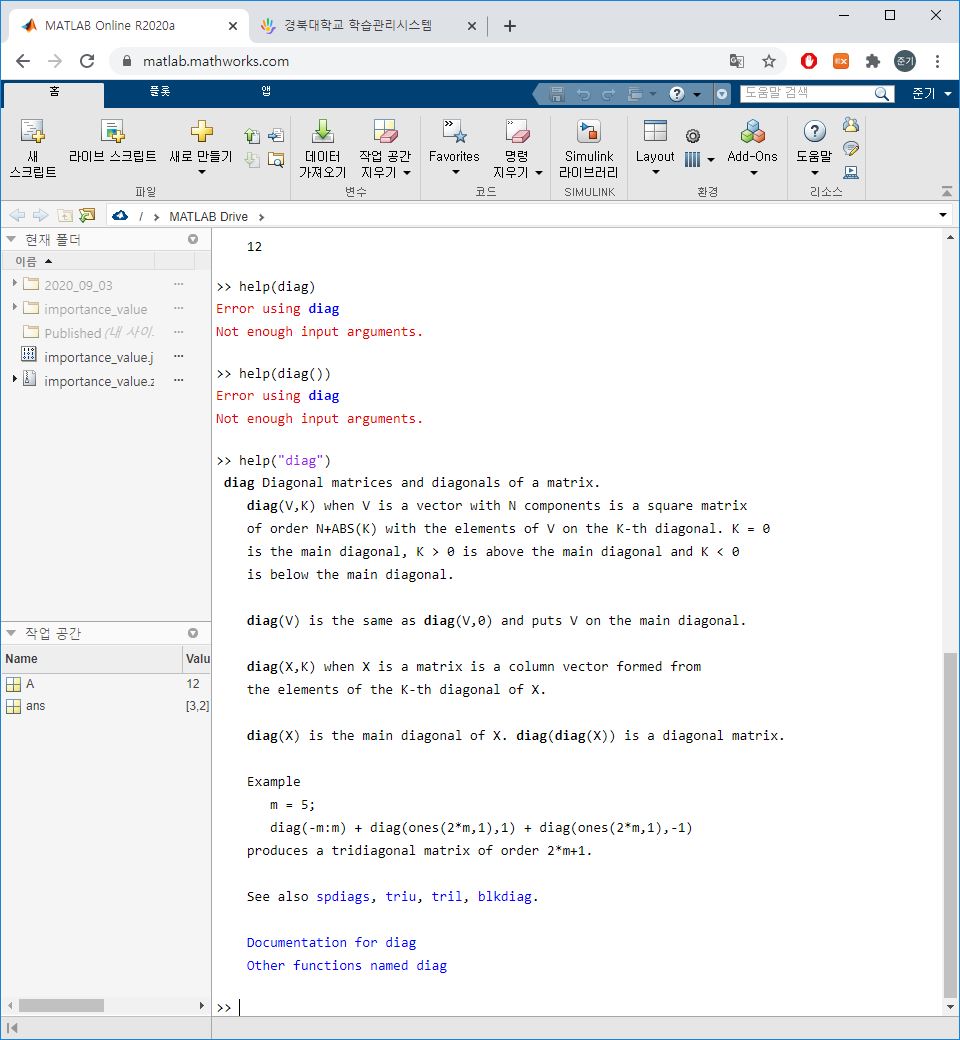 MATLAB Online R2020a
경북대학교 학습관리시스템
matlab.mathworks.com
EX
준기
홈
플롯
앱
도움말 검색
준기
새
스크립트
라이브 스크립트
새로 만들기
파일
데이터
가져오기
작업 공간
지우기
변수
Favorites
명령
지우기
코드
Simulink
라이브러리
SIMULINK
Layout
Add-Ons
환경
도움말
리소스
/ > MATLAB Drive >
현재 폴더
이름
2020_09_03
importance_value
Published (내 사이
importance_value.j
importance_value.z
작업 공간
Name Valu
A 12
ans [3,2]
12
>> help(diag)
Error using diag
Not enough input arguments.
>> help(diag())
Error using diag
Not enough input arguments.
>> help("diag")
diag Diagonal matrices and diagonals of a matrix.
diag(V,K) when V is a vector with N components is a square matrix
of order N+ABS(K) with the elements of V on the K-th diagonal. K = 0
is the main diagonal, K > 0 is above the main diagonal and K < 0
is below the main diagonal.
diag(V) is the same as diag(V,0) and puts V on the main diagonal.
diag(X,K) when X is a matrix is a column vector formed from
the elements of the K-th diagonal of X.
diag(X) is the main diagonal of X. diag(diag(X)) is a diagonal matrix.
Example
m = 5;
diag(-m:m) + diag(ones(2*m,1),1) + diag(ones(2*m,1),-1)
produces a tridiagonal matrix of order 2*m+1.
See also spdiags, triu, tril, blkdiag.
Documentation for diag
Other functions named diag
>>